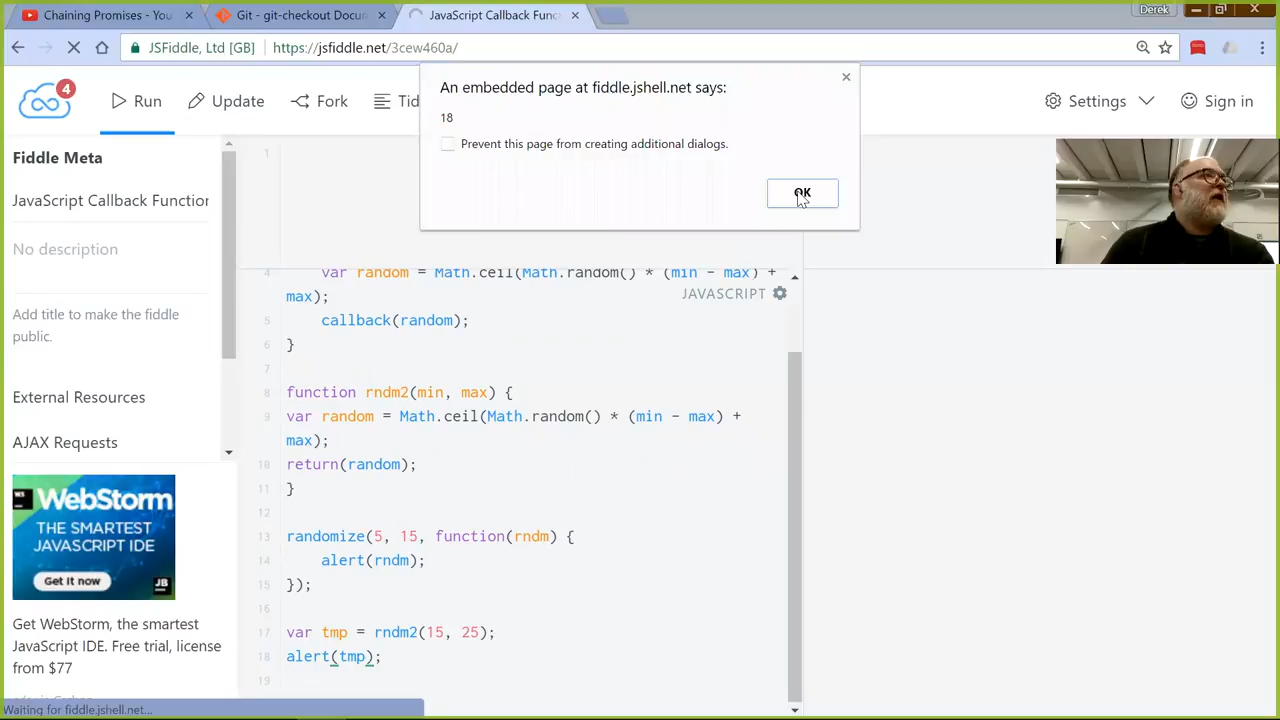 Chaining Promises - You
Git - git-checkout Docum
JavaScript Callback Func
Derek
JSFiddle, Ltd [GB]
https://jsfiddle.net/3cew460a/
4
Run
Update
Fork
Tid
Settings
Sign in
An embedded page at fiddle.jshell.net says:
18
Prevent this page from creating additional dialogs.
OK
Fiddle Meta
JavaScript Callback Function
No description
Add title to make the fiddle
public.
External Resources
AJAX Requests
WS WebStorm
THE SMARTEST
JAVASCRIPT IDE
Get it now
JB
Get WebStorm, the smartest
JavaScript IDE. Free trial, license
from $77
1
JAVASCRIPT
4 var random = Math.ceil(Math.random() * (min - max) +
max);
5 callback(random);
6 }
7
8 function rndm2(min, max) {
9 var random = Math.ceil(Math.random() * (min - max) +
max);
10 return(random);
11 }
12
13 randomize(5, 15, function(rndm) {
14 alert(rndm);
15 });
16
17 var tmp = rndm2(15, 25);
18 alert(tmp);
19
Waiting for fiddle.jshell.net...